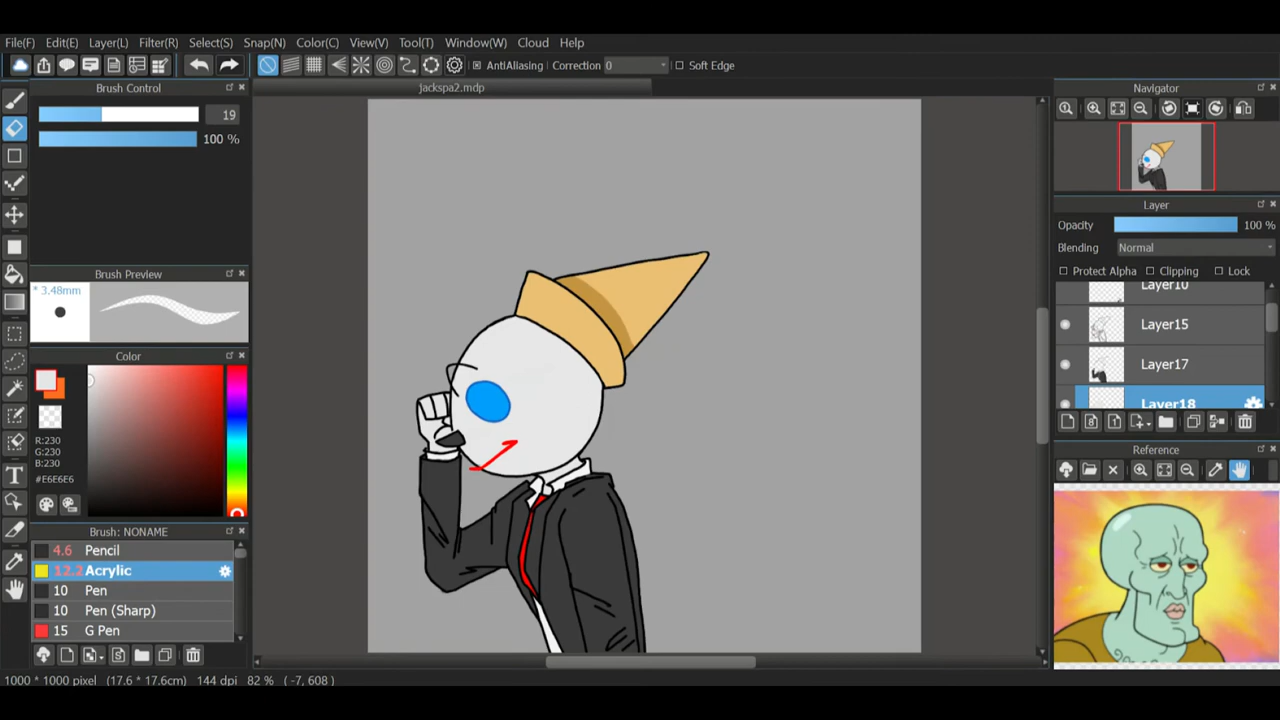 File(F) Edit(E) Layer(L) Filter(R) Select(S) Snap(N) Color(C) View(V) Tool(T) Window(W) Cloud Help
AntiAliasing Correction 0 Soft Edge
Brush Control
19
100 %
Brush Preview
* 3.48mm
Color
R:230
G:230
B:230
#E6E6E6
Brush: NONAME
4.6 Pencil
12.2 Acrylic
10 Pen
10 Pen (Sharp)
15 G Pen
jackspa2.mdp
Navigator
Layer
Opacity 100 %
Blending Normal
Protect Alpha Clipping Lock
Layer10
Layer15
Layer17
Layer18
Reference
1000 * 1000 pixel (17.6 * 17.6cm) 144 dpi 82 % ( -7, 608 )